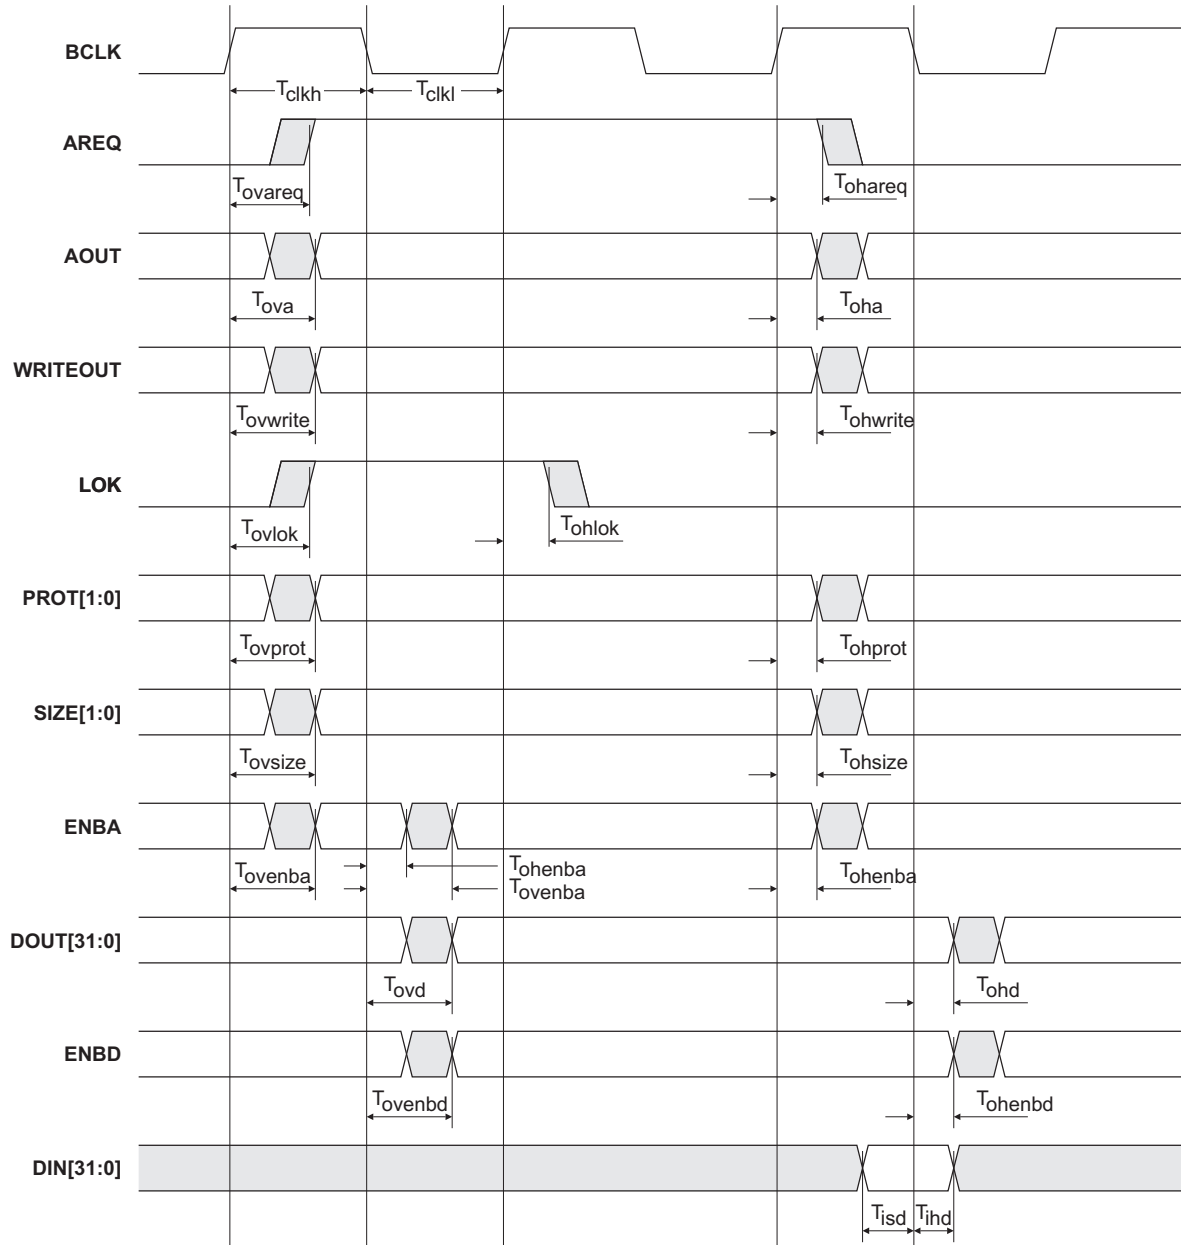 BCLK
Tclkh
Tclkl
AREQ
Tovareq
Tohareq
AOUT
Tova
Toha
WRITEOUT
Tovwrite
Tohwrite
LOK
Tovlok
Tohlok
PROT[1:0]
Tovprot
Tohprot
SIZE[1:0]
Tovsize
Tohsize
ENBA
Tovenba
Tohenba
Tovenba
Tohenba
DOUT[31:0]
Tovd
Tohd
ENBD
Tovenbd
Tohenbd
DIN[31:0]
Tisd
Tihd